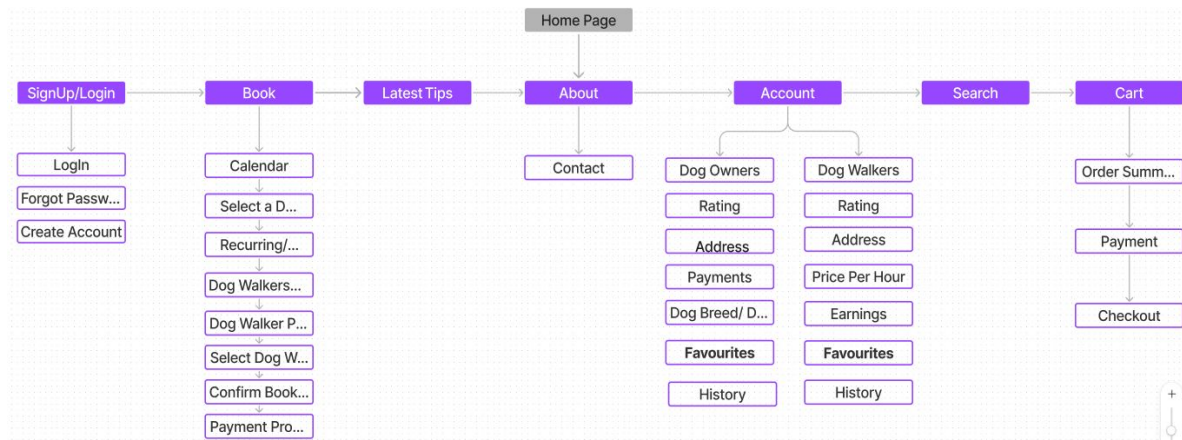 Home Page
SignUp/Login
Book
Latest Tips
About
Account
Search
Cart
LogIn
Forgot Passw...
Create Account
Calendar
Select a D...
Recurring/...
Dog Walkers...
Dog Walker P...
Select Dog W...
Confirm Book...
Payment Pro...
Contact
Dog Owners
Rating
Address
Payments
Dog Breed/ D...
Favourites
History
Dog Walkers
Rating
Address
Price Per Hour
Earnings
Favourites
History
Order Summ...
Payment
Checkout
+